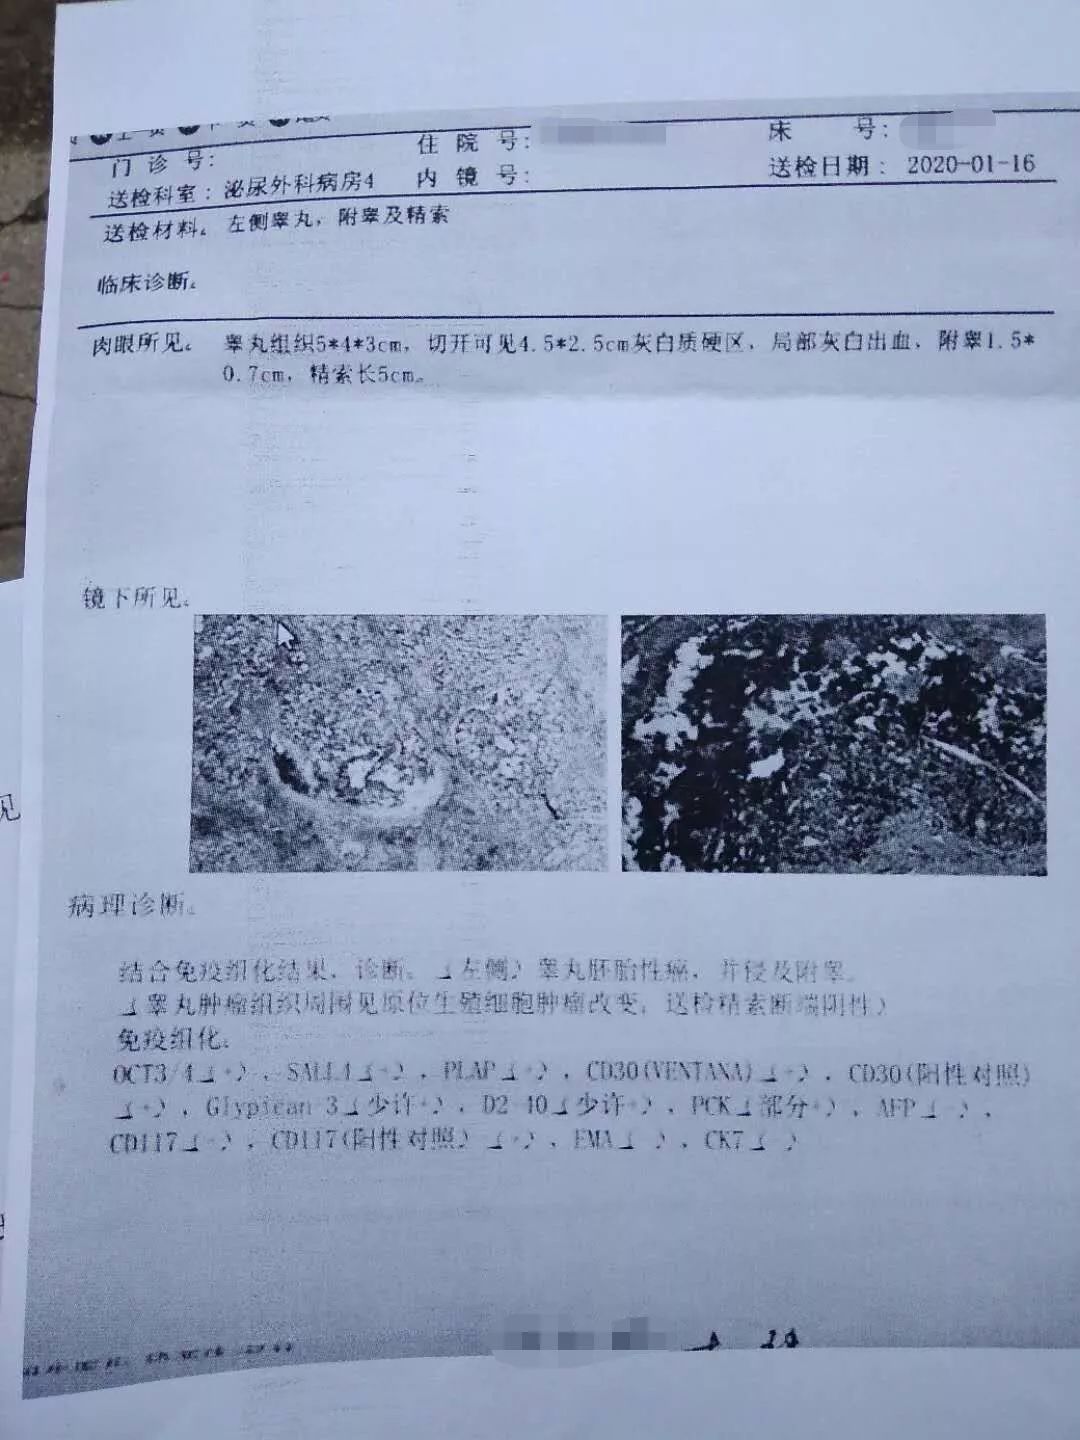 住 院 号:
床 号:
门 诊 号:
送检科室: 泌尿外科病房4
内 镜 号:
送检日期: 2020-01-16
送检材料。 左侧睾丸, 附睾及精索
临床诊断。
肉眼所见。 睾丸组织5*4*3cm, 切开可见4.5*2.5cm灰白质硬区, 局部灰白出血, 附睾1.5*
0.7cm, 精索长5cm。
镜下所见。
病理诊断。
结合免疫组化结果, 诊断。 (左侧) 睾丸胚胎性癌, 并侵及附睾。
(睾丸肿瘤组织周围见原位生殖细胞肿瘤改变, 送检精索断端阴性)
免疫组化:
OCT3/4(+), SALL4(+), PLAP(+), CD30(VENTANA)(+), CD30(阳性对照)
(+), Glypican 3(少许+), D2-40(少许+), PCK(部分+), AFP(-),
CD117(-), CD117(阳性对照) (+), EMA( ), CK7( )
见